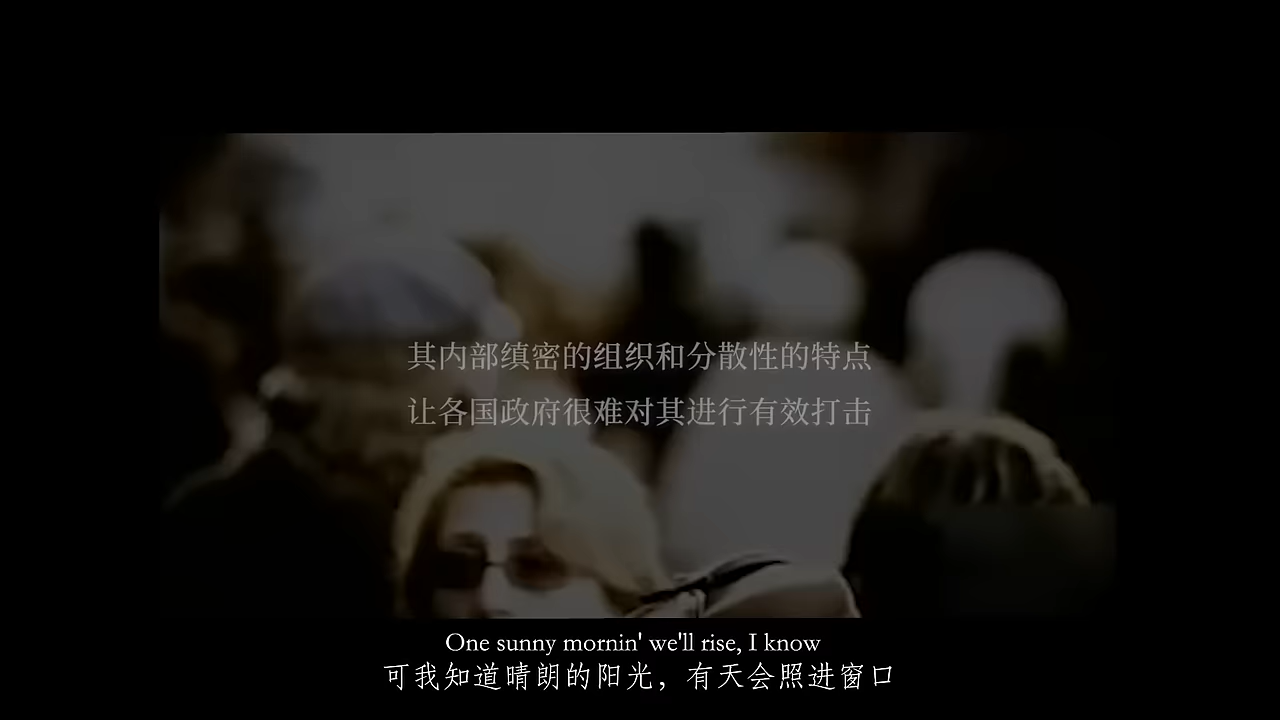 其内部缜密的组织和分散性的特点
让各国政府很难对其进行有效打击
One sunny mornin' we'll rise, I know
可我知道晴朗的阳光，有天会照进窗口